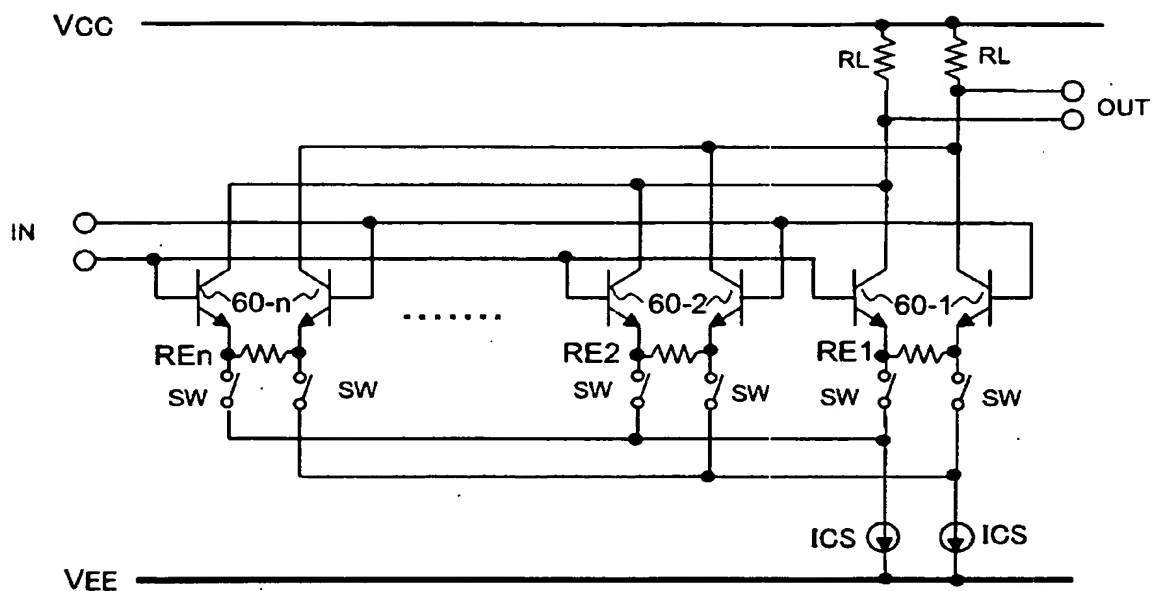 VCC
RL RL
OUT
IN
60-n 60-2 60-1
.......
REn RE2 RE1
SW SW SW SW SW SW
ICS ICS
VEE